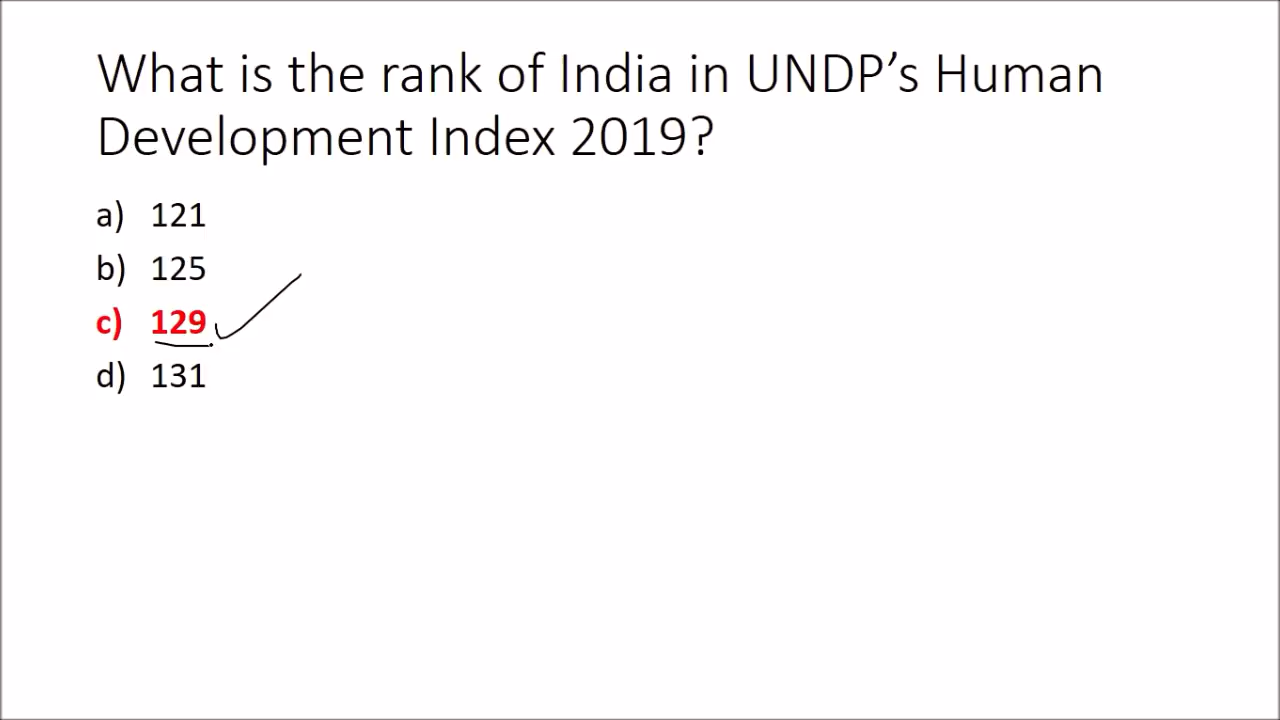 What is the rank of India in UNDP’s Human
Development Index 2019?
a) 121
b) 125
c) 129
d) 131